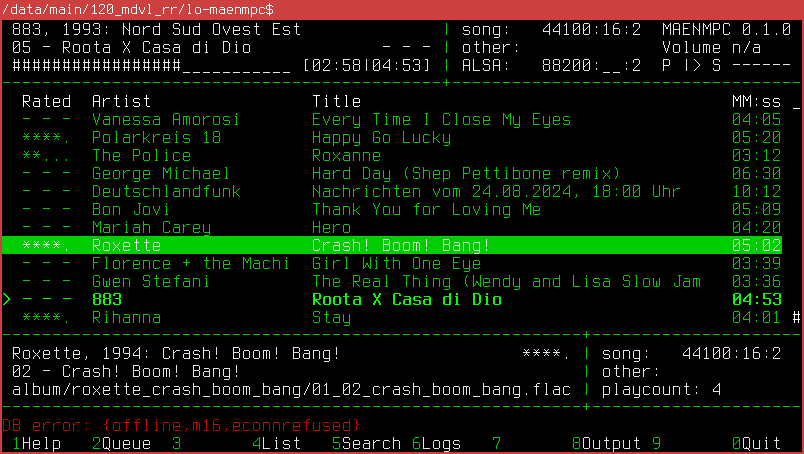 /data/main/120_mdvl_rr/lo-maenmpc$
883, 1993: Nord Sud Ovest Est | song: 44100:16:2 MAENMPC 0.1.0
05 - Roota X Casa di Dio - - - | other: Volume n/a
#################___________ [02:58|04:53] | ALSA: 88200:__:2 P |> S ------
Rated Artist Title MM:ss _
- - - Vanessa Amorosi Every Time I Close My Eyes 04:05
****. Polarkreis 18 Happy Go Lucky 05:20
**... The Police Roxanne 03:12
- - - George Michael Hard Day (Shep Pettibone remix) 06:30
- - - Deutschlandfunk Nachrichten vom 24.08.2024, 18:00 Uhr 10:12
- - - Bon Jovi Thank You for Loving Me 05:09
- - - Mariah Carey Hero 04:20
****. Roxette Crash! Boom! Bang! 05:02
- - - Florence + the Machi Girl With One Eye 03:39
- - - Gwen Stefani The Real Thing (Wendy and Lisa Slow Jam 03:36
> - - - 883 Roota X Casa di Dio 04:53
****. Rihanna Stay 04:01 #
Roxette, 1994: Crash! Boom! Bang! ****. | song: 44100:16:2
02 - Crash! Boom! Bang! | other:
album/roxette_crash_boom_bang/01_02_crash_boom_bang.flac | playcount: 4
DB error: {offline,m16,econnrefused}
1Help 2Queue 3 4List 5Search 6Logs 7 8Output 9 0Quit